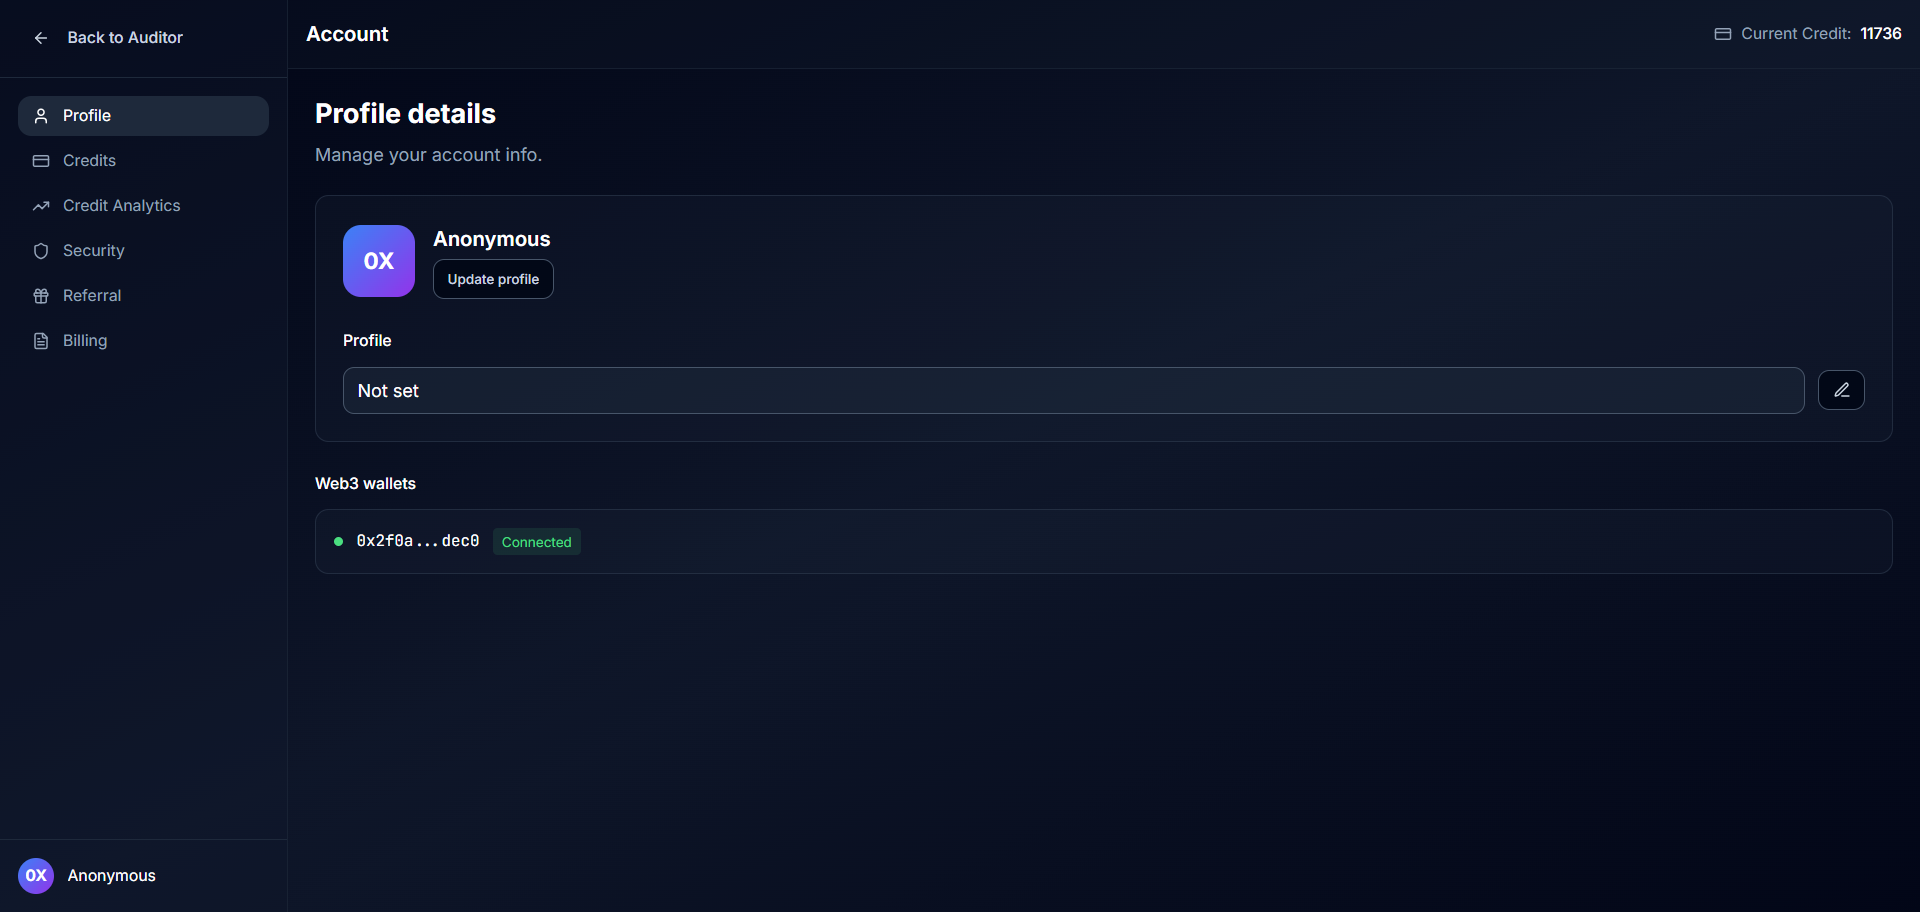 Back to Auditor
Profile
Credits
Credit Analytics
Security
Referral
Billing
0X Anonymous
Account
Current Credit: 11736
Profile details
Manage your account info.
0X
Anonymous
Update profile
Profile
Not set
Web3 wallets
0x2f0a...dec0 Connected